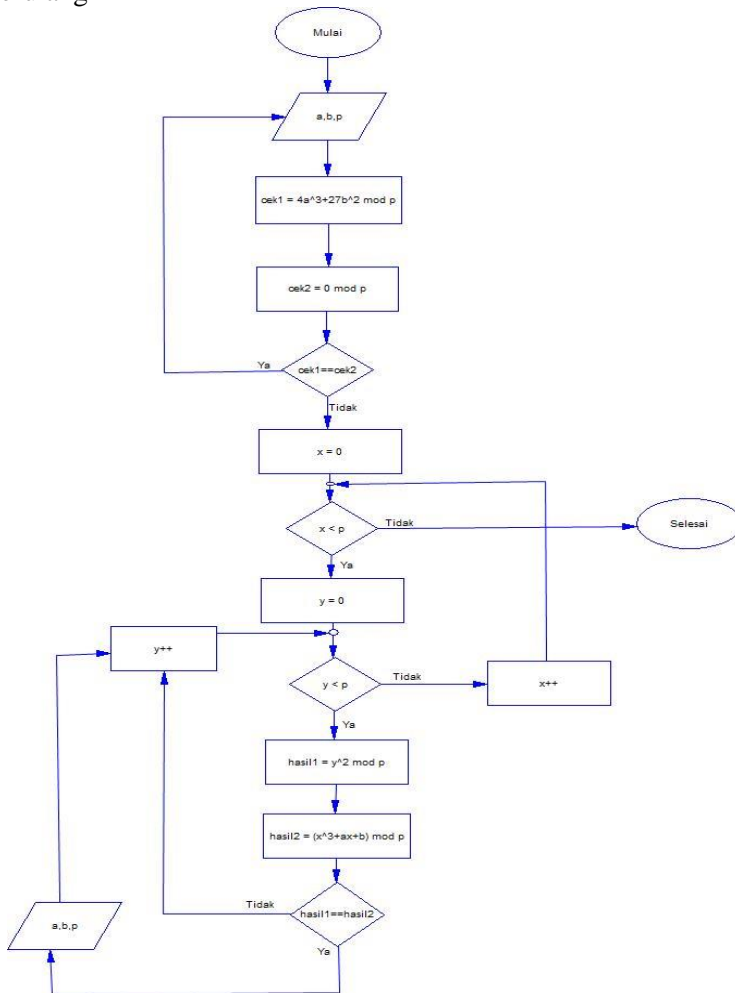 Mulai
a,b,p
cek1 = 4a^3+27b^2 mod p
cek2 = 0 mod p
Ya
cek1==cek2
Tidak
x = 0
x < p
Tidak
Selesai
Ya
y = 0
y++
y < p
Tidak
x++
Ya
hasil1 = y^2 mod p
hasil2 = (x^3+ax+b) mod p
Tidak
hasil1==hasil2
a,b,p
Ya